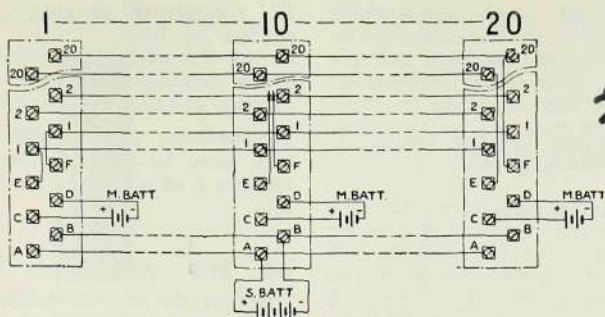 1 10 20
20 20 20
20 20 20
2 2 2
2 2 2
1 1 1
1 1 1
F F F
E E E
D M.BATT. D M.BATT. D M BATT.
C + - C + - C + -
B B B
A A A
S.BATT.
+ -